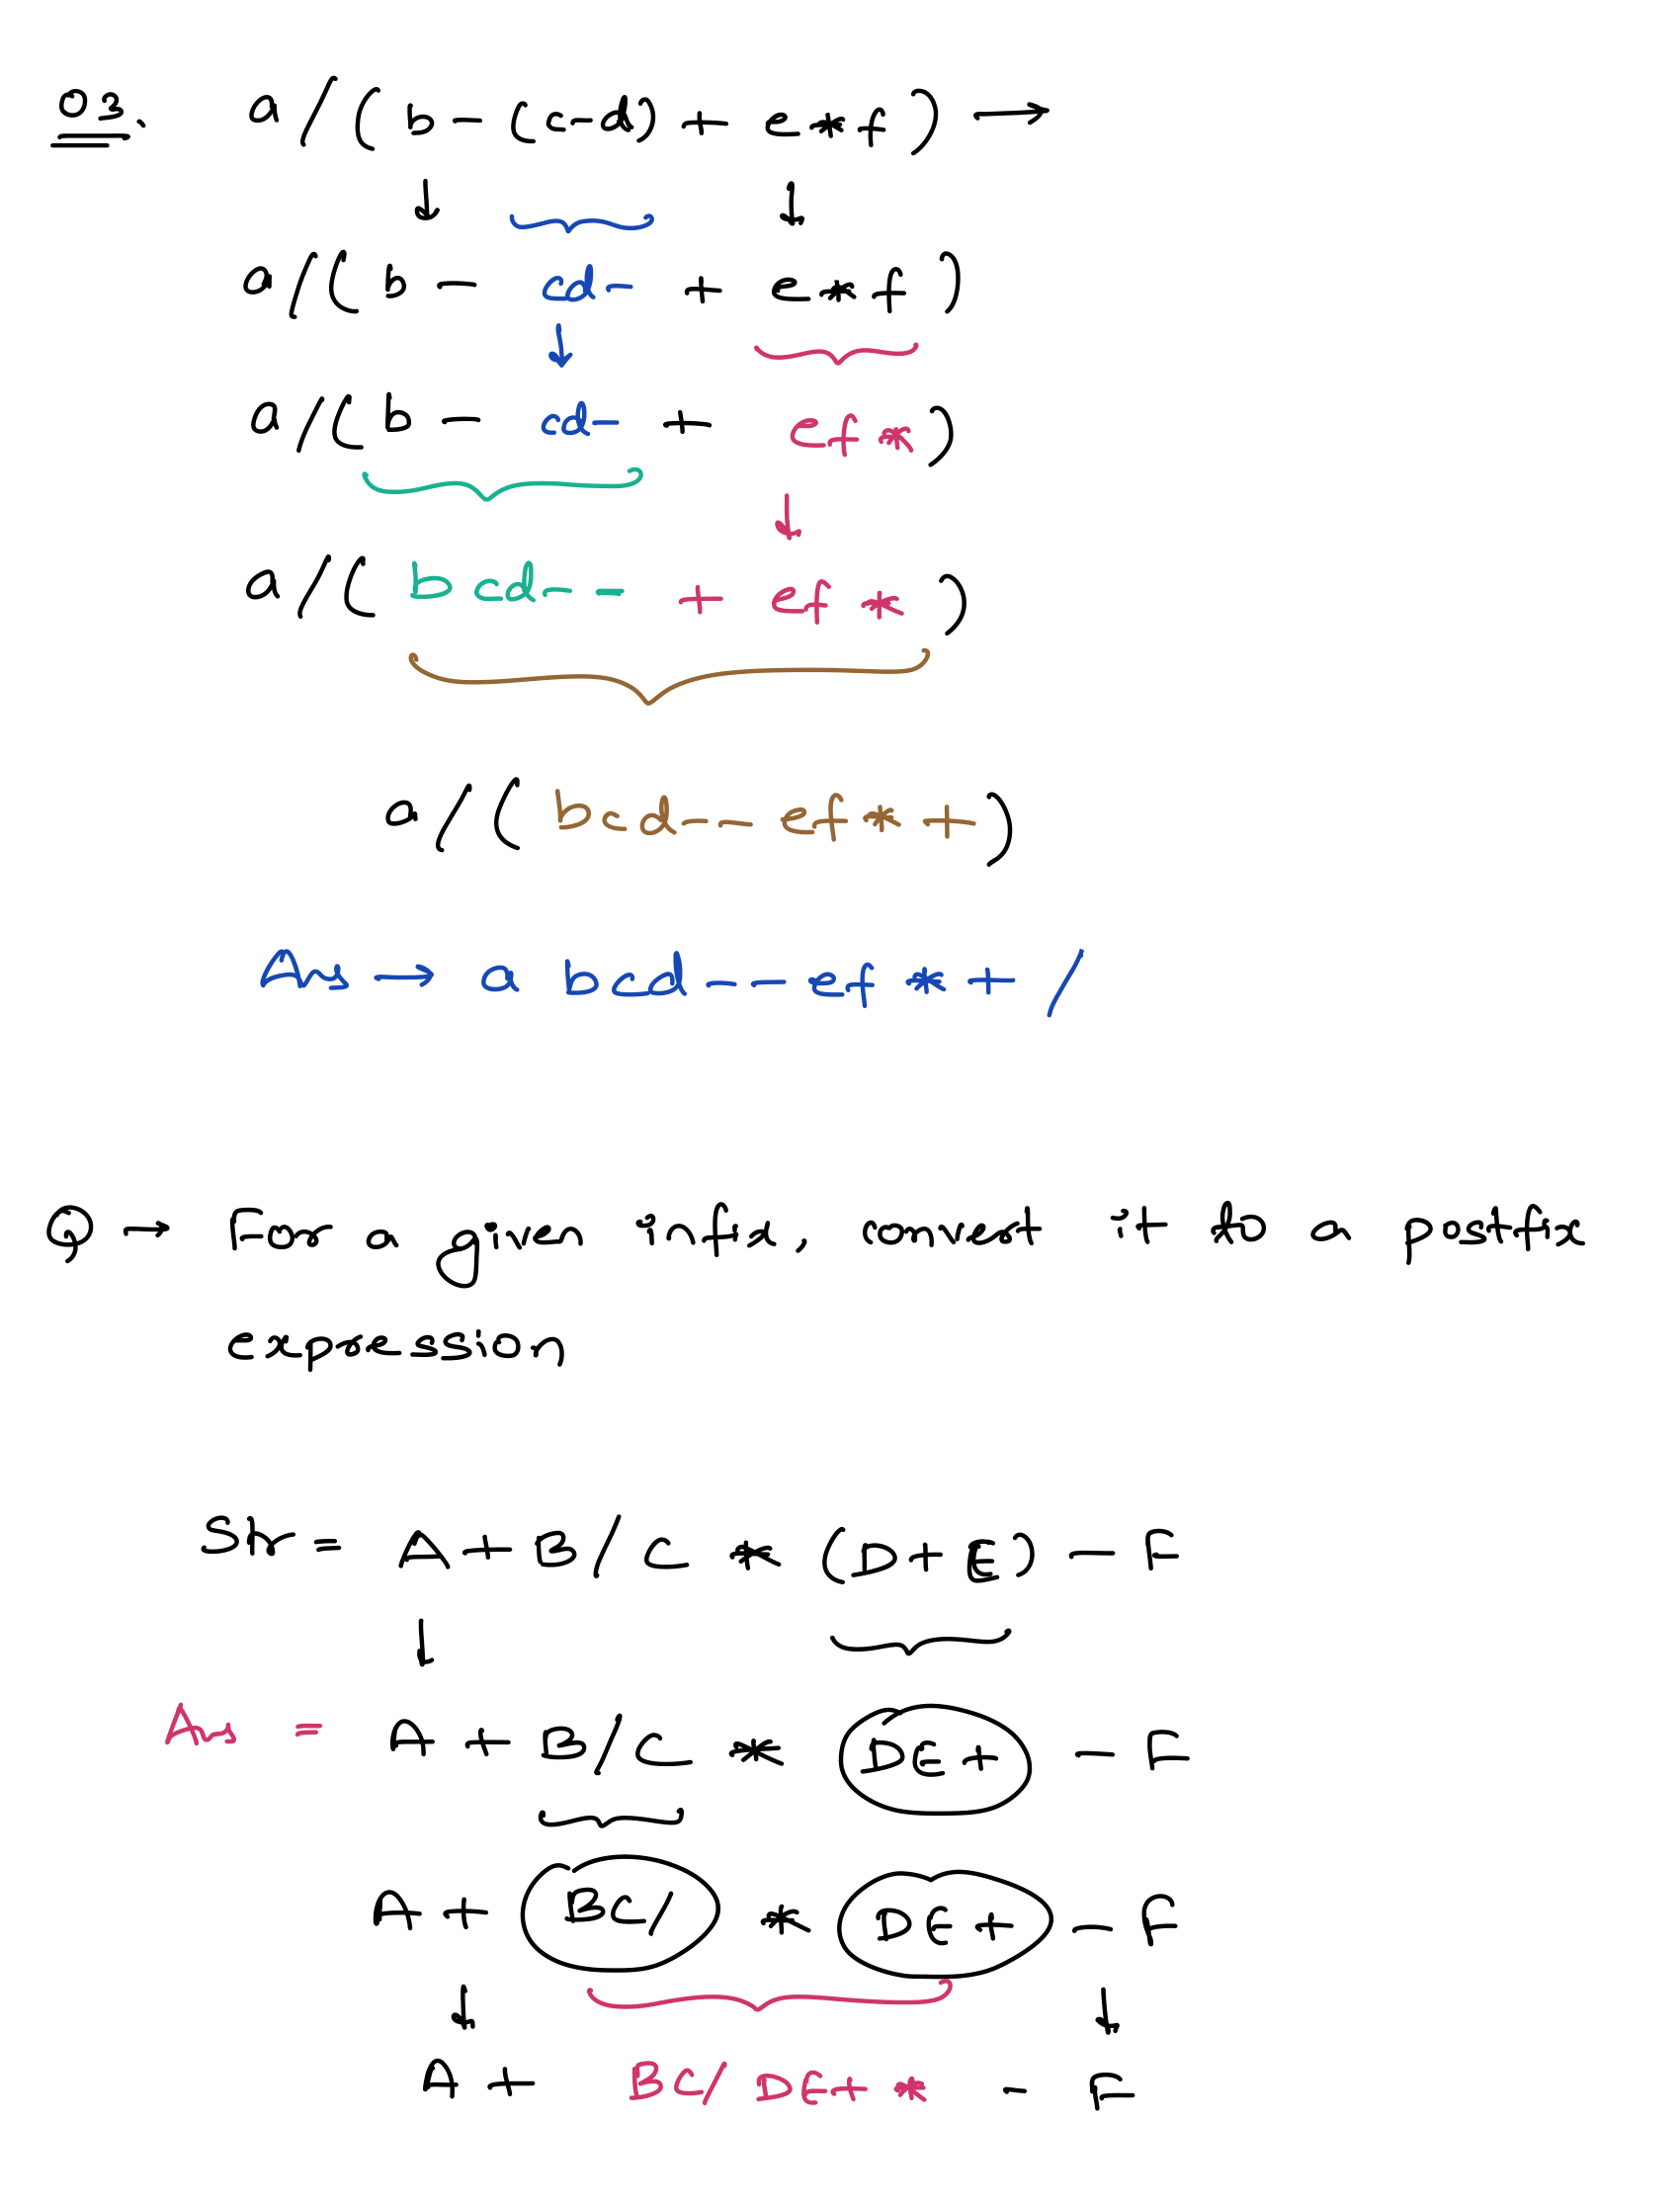 Q3. a/(b-(c-d) + e*f) →
a/(b - cd- + e*f)
a/(b - cd- + ef*)
a/(bcd-- + ef*)
a/(bcd-- ef*+)
Ans → a bcd--ef*+/
Q → For a given infix, convert it to a postfix
expression
Str = A+B/C * (D+E) - F
Ans = A + B/C * DE+ - F
A + BC/ * DE+ - F
A + BC/DE+* - F